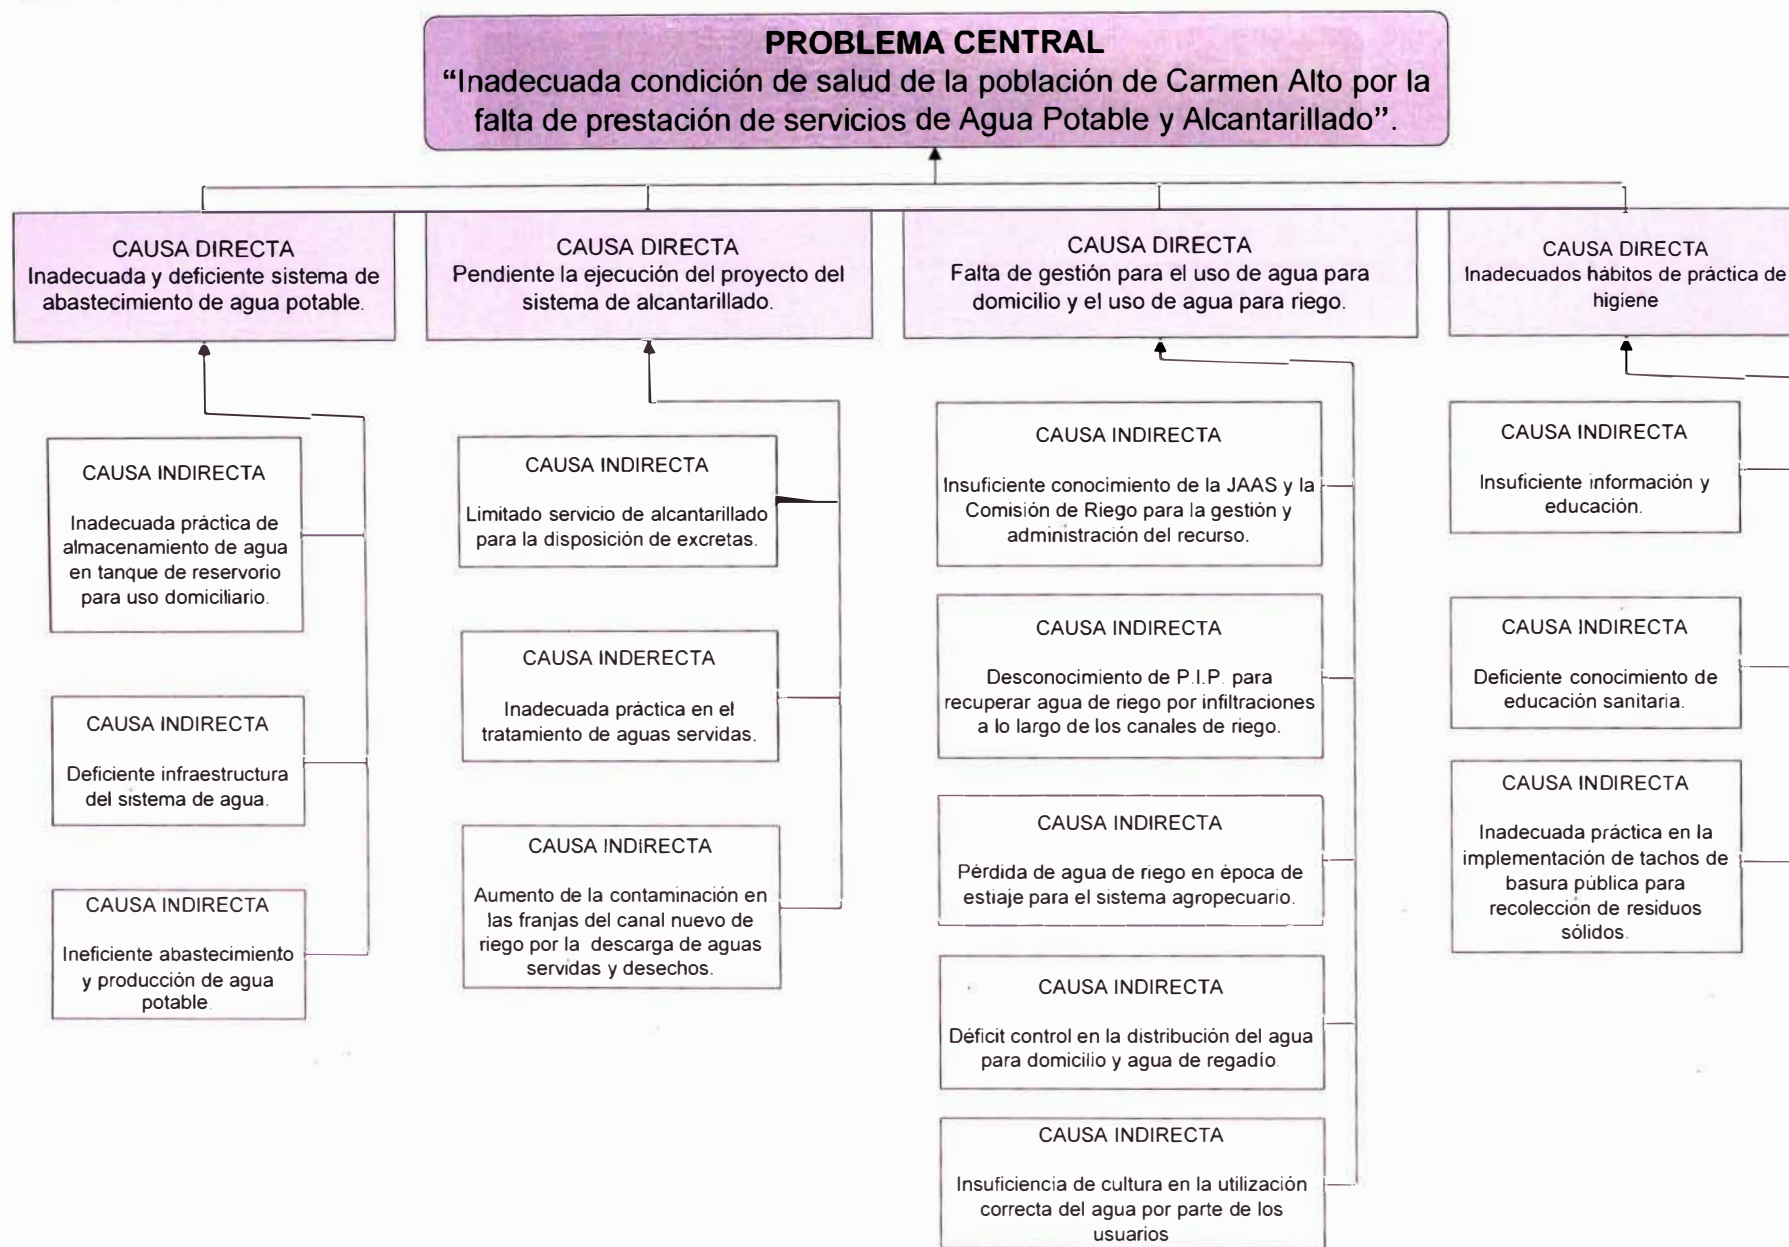 PROBLEMA CENTRAL
“Inadecuada condición de salud de la población de Carmen Alto por la
falta de prestación de servicios de Agua Potable y Alcantarillado”.
CAUSA DIRECTA
Inadecuada y deficiente sistema de
abastecimiento de agua potable.
CAUSA INDIRECTA
Inadecuada práctica de
almacenamiento de agua
en tanque de reservorio
para uso domiciliario.
CAUSA INDIRECTA
Deficiente infraestructura
del sistema de agua.
CAUSA INDIRECTA
Ineficiente abastecimiento
y producción de agua
potable.
CAUSA DIRECTA
Pendiente la ejecución del proyecto del
sistema de alcantarillado.
CAUSA INDIRECTA
Limitado servicio de alcantarillado
para la disposición de excretas.
CAUSA INDERECTA
Inadecuada práctica en el
tratamiento de aguas servidas.
CAUSA INDIRECTA
Aumento de la contaminación en
las franjas del canal nuevo de
riego por la descarga de aguas
servidas y desechos.
CAUSA DIRECTA
Falta de gestión para el uso de agua para
domicilio y el uso de agua para riego.
CAUSA INDIRECTA
Insuficiente conocimiento de la JAAS y la
Comisión de Riego para la gestión y
administración del recurso.
CAUSA INDIRECTA
Desconocimiento de P.I.P. para
recuperar agua de riego por infiltraciones
a lo largo de los canales de riego.
CAUSA INDIRECTA
Pérdida de agua de riego en época de
estiaje para el sistema agropecuario.
CAUSA INDIRECTA
Déficit control en la distribución del agua
para domicilio y agua de regadío.
CAUSA INDIRECTA
Insuficiencia de cultura en la utilización
correcta del agua por parte de los
usuarios
CAUSA DIRECTA
Inadecuados hábitos de práctica de
higiene
CAUSA INDIRECTA
Insuficiente información y
educación.
CAUSA INDIRECTA
Deficiente conocimiento de
educación sanitaria.
CAUSA INDIRECTA
Inadecuada práctica en la
implementación de tachos de
basura pública para
recolección de residuos
sólidos.